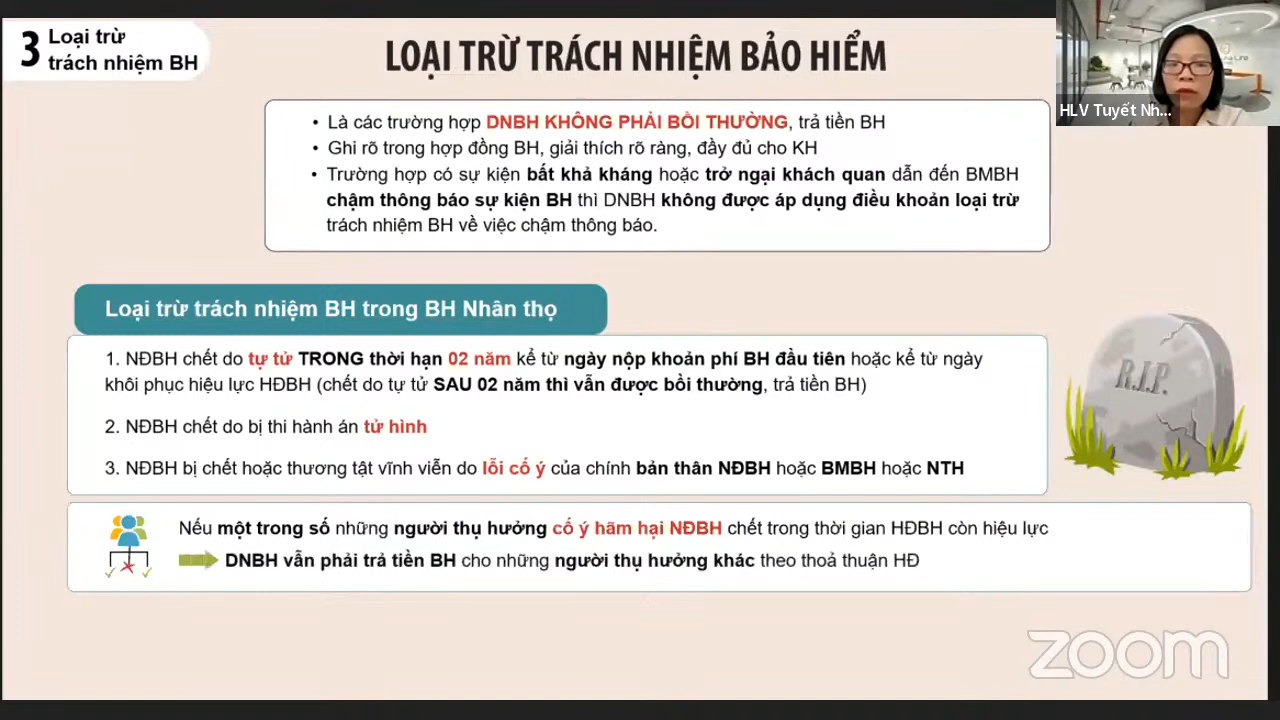 3 Loại trừ
trách nhiệm BH
LOẠI TRỪ TRÁCH NHIỆM BẢO HIỂM
HLV Tuyết Nh...
• Là các trường hợp DNBH KHÔNG PHẢI BỒI THƯỜNG, trả tiền BH
• Ghi rõ trong hợp đồng BH, giải thích rõ ràng, đầy đủ cho KH
• Trường hợp có sự kiện bất khả kháng hoặc trở ngại khách quan dẫn đến BMBH
chậm thông báo sự kiện BH thì DNBH không được áp dụng điều khoản loại trừ
trách nhiệm BH về việc chậm thông báo.
Loại trừ trách nhiệm BH trong BH Nhân thọ
1. NĐBH chết do tự tử TRONG thời hạn 02 năm kể từ ngày nộp khoản phí BH đầu tiên hoặc kể từ ngày
khôi phục hiệu lực HĐBH (chết do tự tử SAU 02 năm thì vẫn được bồi thường, trả tiền BH)
2. NĐBH chết do bị thi hành án tử hình
3. NĐBH bị chết hoặc thương tật vĩnh viễn do lỗi cố ý của chính bản thân NĐBH hoặc BMBH hoặc NTH
R.I.P.
Nếu một trong số những người thụ hưởng cố ý hãm hại NĐBH chết trong thời gian HĐBH còn hiệu lực
DNBH vẫn phải trả tiền BH cho những người thụ hưởng khác theo thoả thuận HĐ
zoom